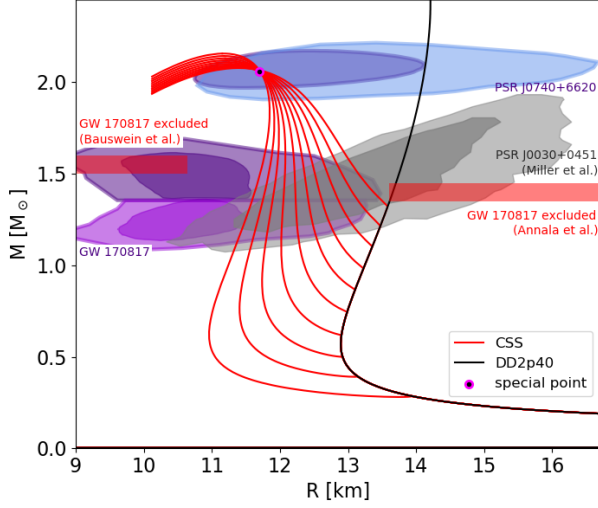 M [M⊙]
2.0
1.5
1.0
0.5
0.0
PSR J0740+6620
GW 170817 excluded
(Bauswein et al.)
PSR J0030+0451
(Miller et al.)
GW 170817 excluded
(Annala et al.)
GW 170817
CSS
DD2p40
special point
9 10 11 12 13 14 15 16
R [km]